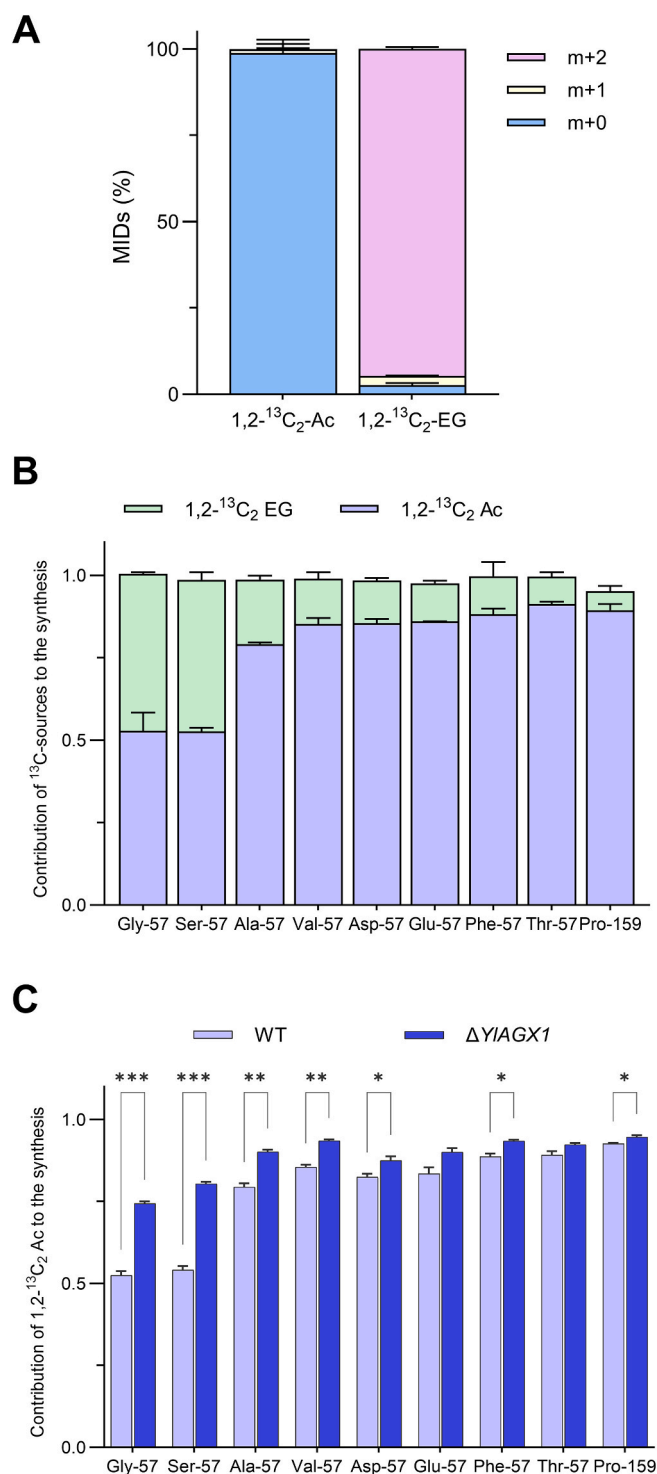 A
MIDs (%)
100
50
0
1,2-¹³C₂-Ac 1,2-¹³C₂-EG
m+2
m+1
m+0
B
1,2-¹³C₂ EG 1,2-¹³C₂ Ac
Contribution of ¹³C-sources to the synthesis
1.0
0.5
0.0
Gly-57 Ser-57 Ala-57 Val-57 Asp-57 Glu-57 Phe-57 Thr-57 Pro-159
C
WT ΔYlAGX1
*** *** ** ** * * *
Contribution of 1,2-¹³C₂ Ac to the synthesis
1.0
0.5
0.0
Gly-57 Ser-57 Ala-57 Val-57 Asp-57 Glu-57 Phe-57 Thr-57 Pro-159